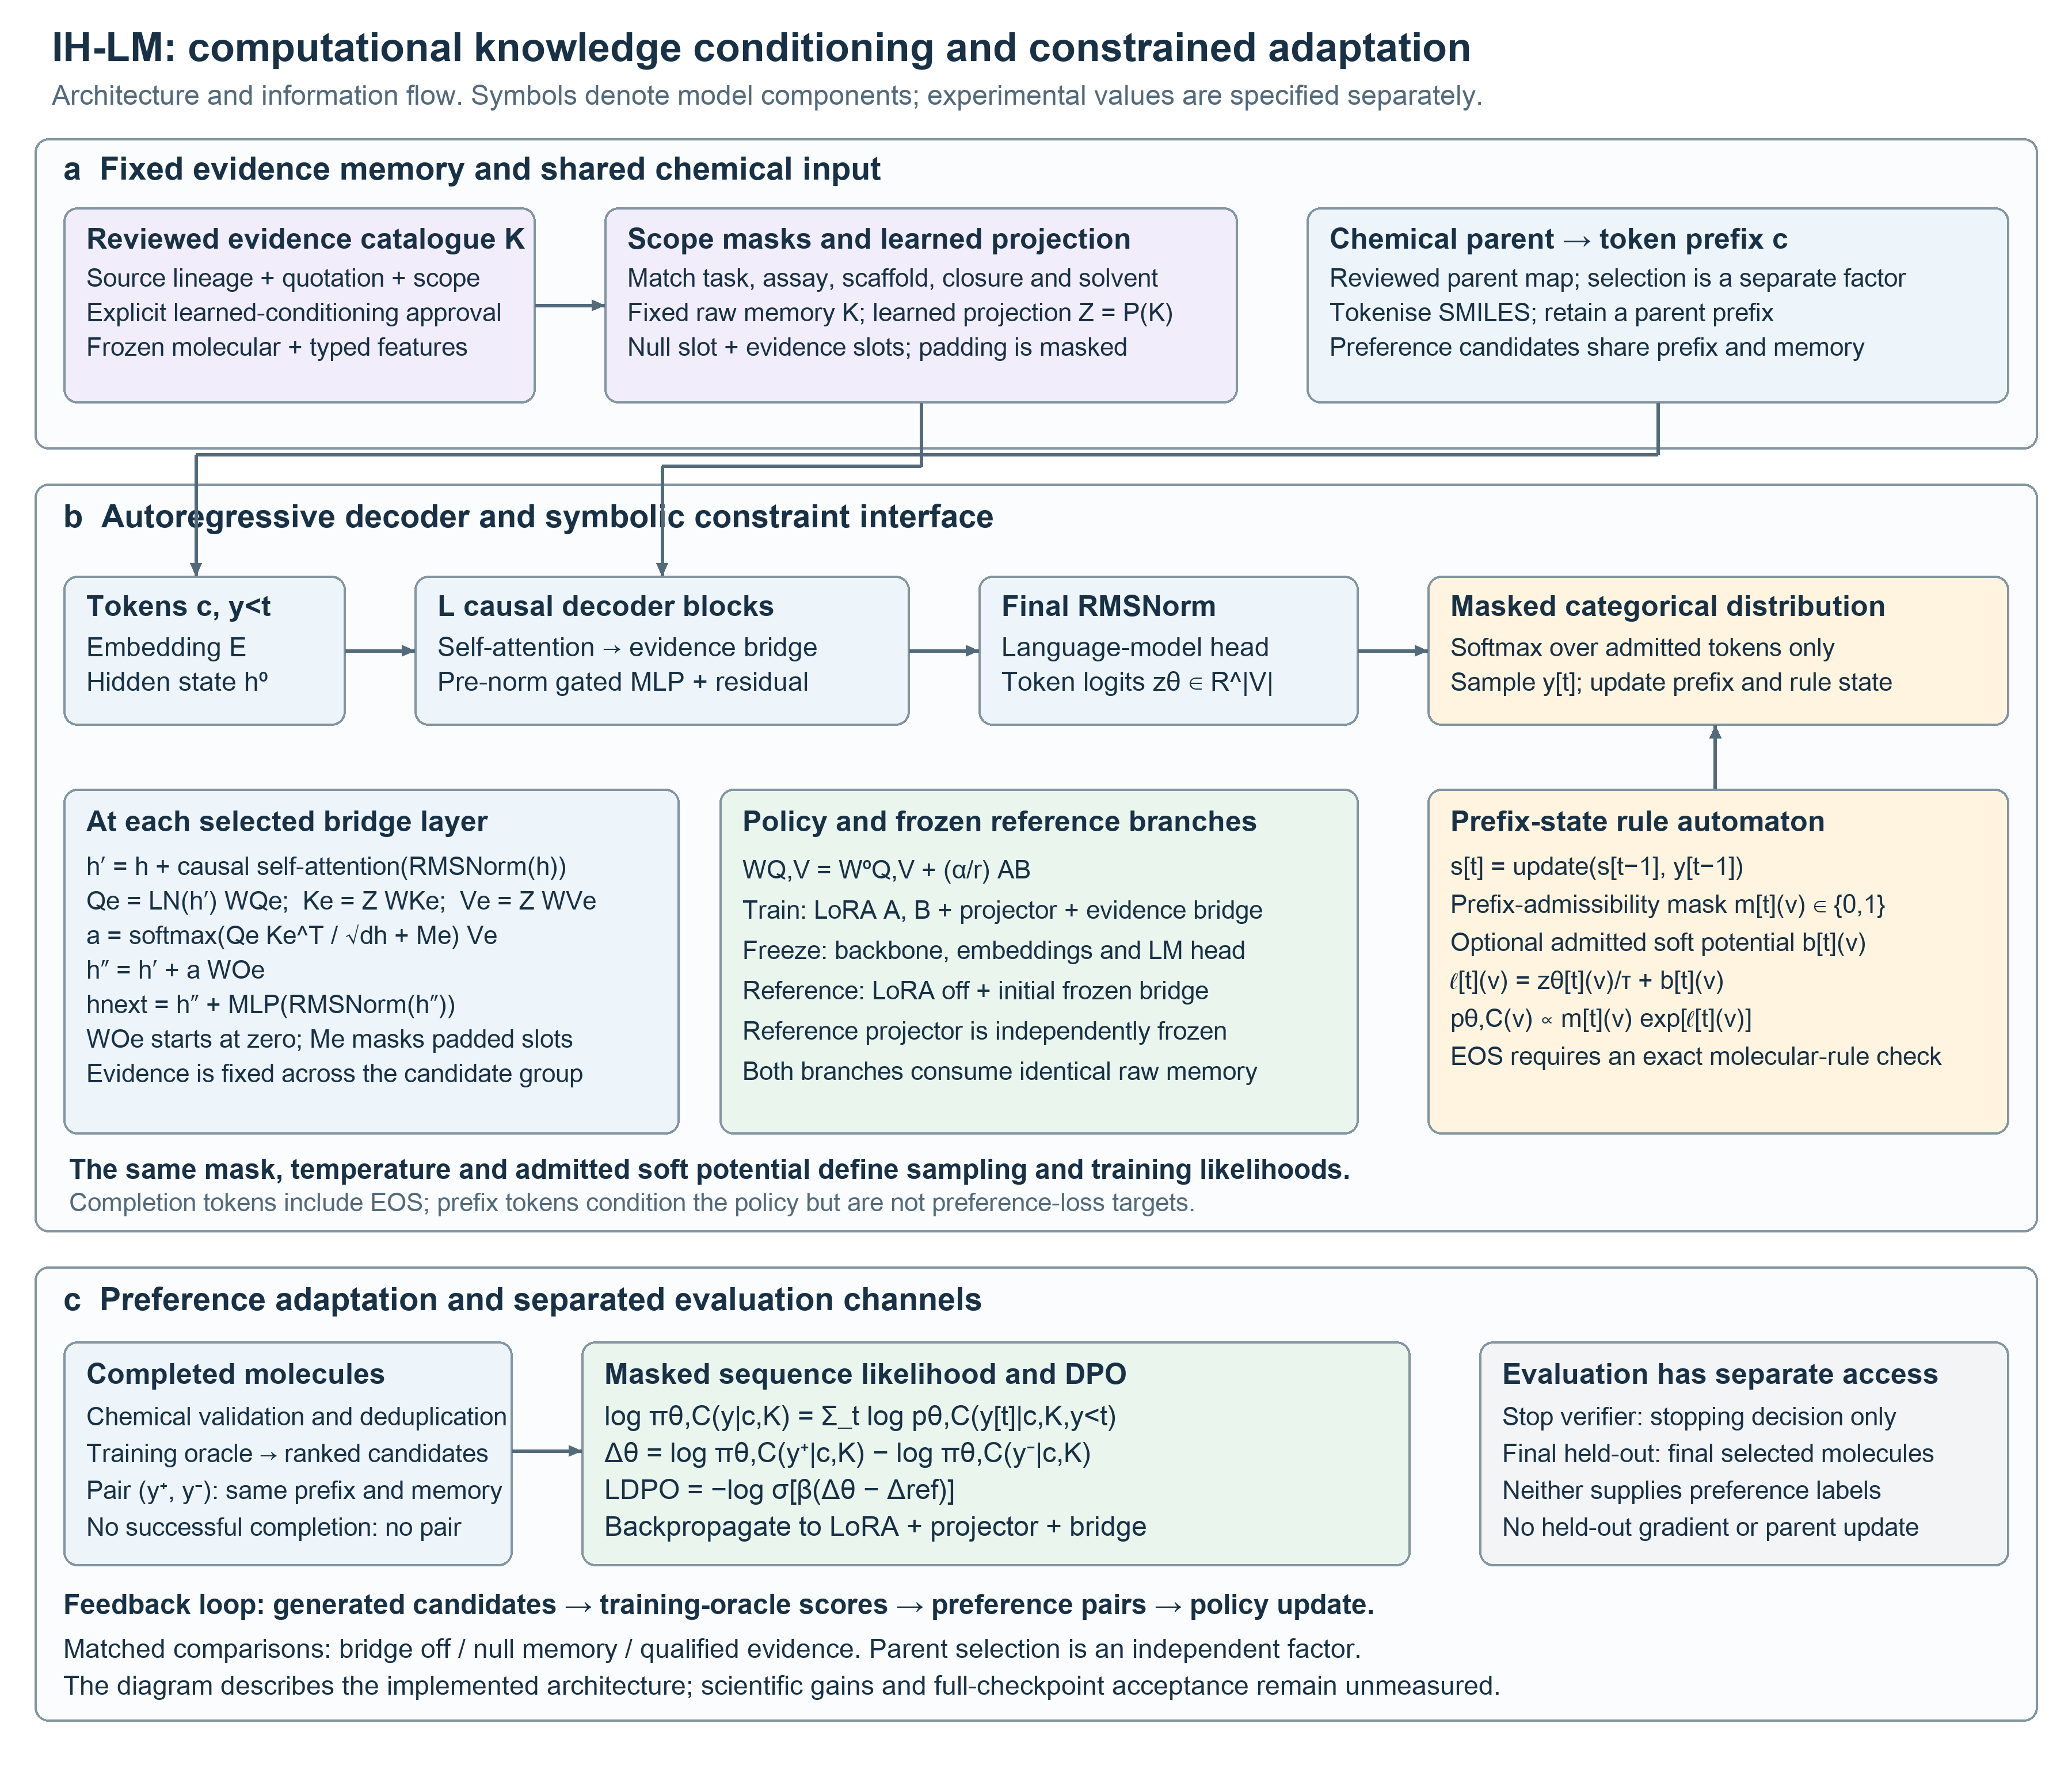 IH-LM: computational knowledge conditioning and constrained adaptation
Architecture and information flow. Symbols denote model components; experimental values are specified separately.
a Fixed evidence memory and shared chemical input
Reviewed evidence catalogue K
Source lineage + quotation + scope
Explicit learned-conditioning approval
Frozen molecular + typed features
Scope masks and learned projection
Match task, assay, scaffold, closure and solvent
Fixed raw memory K; learned projection Z = P(K)
Null slot + evidence slots; padding is masked
Chemical parent → token prefix c
Reviewed parent map; selection is a separate factor
Tokenise SMILES; retain a parent prefix
Preference candidates share prefix and memory
b Autoregressive decoder and symbolic constraint interface
Tokens c, y<t
Embedding E
Hidden state h⁰
L causal decoder blocks
Self-attention → evidence bridge
Pre-norm gated MLP + residual
Final RMSNorm
Language-model head
Token logits zθ ∈ R^|V|
Masked categorical distribution
Softmax over admitted tokens only
Sample y[t]; update prefix and rule state
At each selected bridge layer
h′ = h + causal self-attention(RMSNorm(h))
Qe = LN(h′) WQe; Ke = Z WKe; Ve = Z WVe
a = softmax(Qe Ke^T / √dh + Me) Ve
h″ = h′ + a WOe
hnext = h″ + MLP(RMSNorm(h″))
WOe starts at zero; Me masks padded slots
Evidence is fixed across the candidate group
Policy and frozen reference branches
WQ,V = W⁰Q,V + (α/r) AB
Train: LoRA A, B + projector + evidence bridge
Freeze: backbone, embeddings and LM head
Reference: LoRA off + initial frozen bridge
Reference projector is independently frozen
Both branches consume identical raw memory
Prefix-state rule automaton
s[t] = update(s[t−1], y[t−1])
Prefix-admissibility mask m[t](v) ∈ {0,1}
Optional admitted soft potential b[t](v)
ℓ[t](v) = zθ[t](v)/τ + b[t](v)
pθ,C(v) ∝ m[t](v) exp[ℓ[t](v)]
EOS requires an exact molecular-rule check
The same mask, temperature and admitted soft potential define sampling and training likelihoods.
Completion tokens include EOS; prefix tokens condition the policy but are not preference-loss targets.
c Preference adaptation and separated evaluation channels
Completed molecules
Chemical validation and deduplication
Training oracle → ranked candidates
Pair (y⁺, y⁻): same prefix and memory
No successful completion: no pair
Masked sequence likelihood and DPO
log πθ,C(y|c,K) = Σ_t log pθ,C(y[t]|c,K,y<t)
Δθ = log πθ,C(y⁺|c,K) − log πθ,C(y⁻|c,K)
LDPO = −log σ[β(Δθ − Δref)]
Backpropagate to LoRA + projector + bridge
Evaluation has separate access
Stop verifier: stopping decision only
Final held-out: final selected molecules
Neither supplies preference labels
No held-out gradient or parent update
Feedback loop: generated candidates → training-oracle scores → preference pairs → policy update.
Matched comparisons: bridge off / null memory / qualified evidence. Parent selection is an independent factor.
The diagram describes the implemented architecture; scientific gains and full-checkpoint acceptance remain unmeasured.